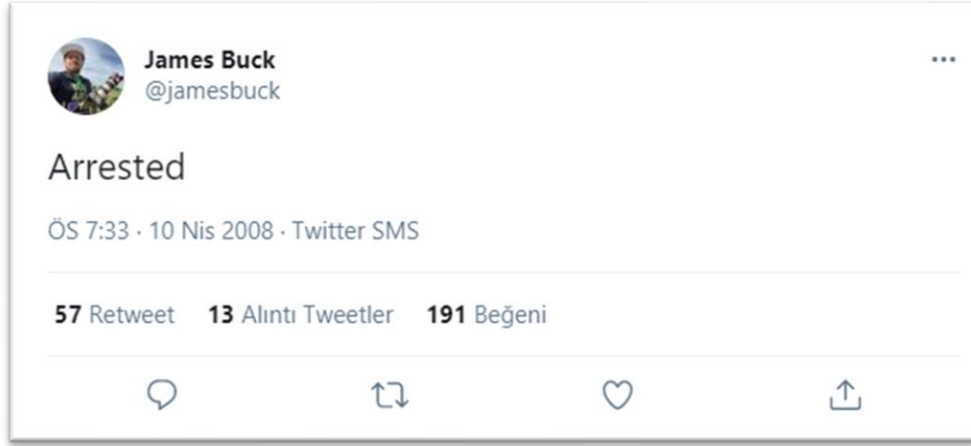 James Buck
@jamesbuck
Arrested
ÖS 7:33 · 10 Nis 2008 · Twitter SMS
57 Retweet 13 Alıntı Tweetler 191 Beğeni